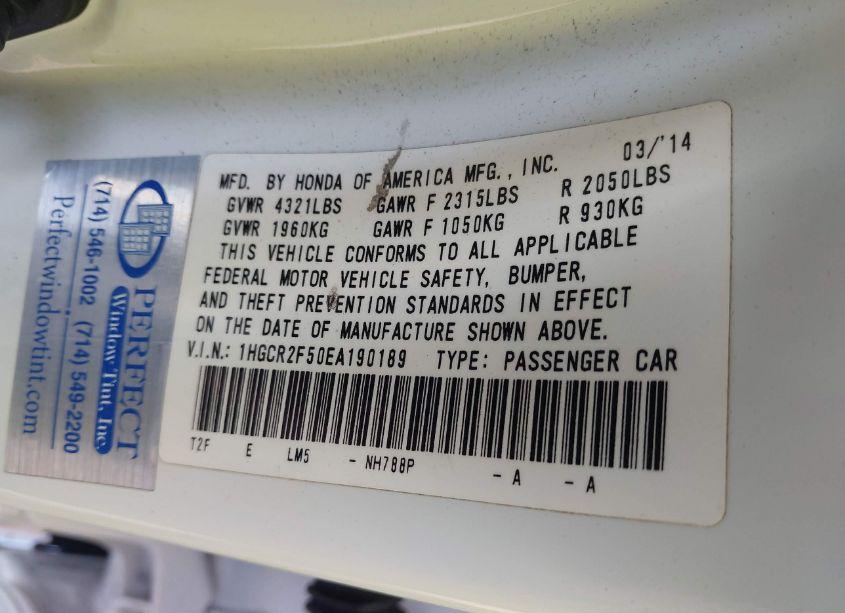 MFD. BY HONDA OF AMERICA MFG., INC. 03/'14
GVWR 4321LBS GAWR F 2315LBS R 2050LBS
GVWR 1960KG GAWR F 1050KG R 930KG
THIS VEHICLE CONFORMS TO ALL APPLICABLE
FEDERAL MOTOR VEHICLE SAFETY, BUMPER,
AND THEFT PREVENTION STANDARDS IN EFFECT
ON THE DATE OF MANUFACTURE SHOWN ABOVE.
V.I.N.: 1HGCR2F50EA190189 TYPE: PASSENGER CAR
T2F E LM5 - NH788P - A - A
PERFECT
Window Tint, Inc.
(714) 546-1002 (714) 549-2200
Perfectwindowtint.com